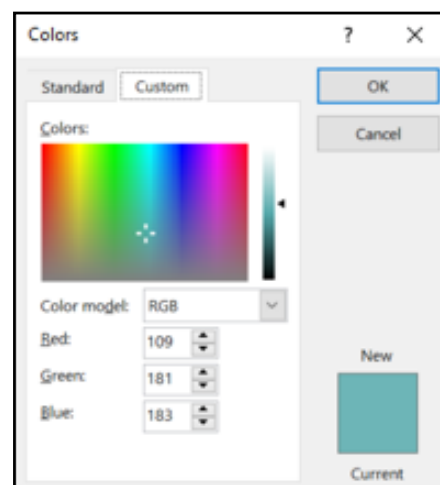 Colors
? X
Standard Custom
OK
Cancel
Colors:
Color model: RGB
Red: 109
Green: 181
Blue: 183
New
Current